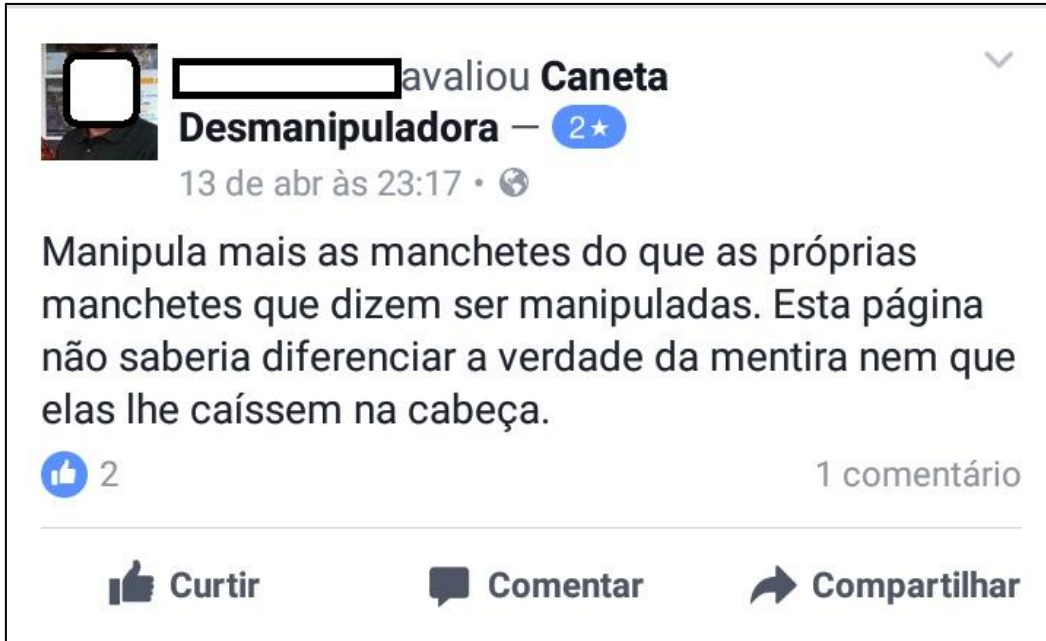 avaliou Caneta
Desmanipuladora — 2★
13 de abr às 23:17 ·
Manipula mais as manchetes do que as próprias
manchetes que dizem ser manipuladas. Esta página
não saberia diferenciar a verdade da mentira nem que
elas lhe caíssem na cabeça.
2 1 comentário
Curtir Comentar Compartilhar